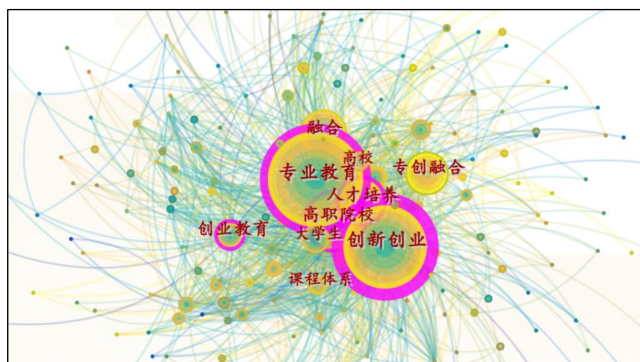 融合
高校
专业教育
专创融合
人才培养
高职院校
创业教育
大学生
创新创业
课程体系